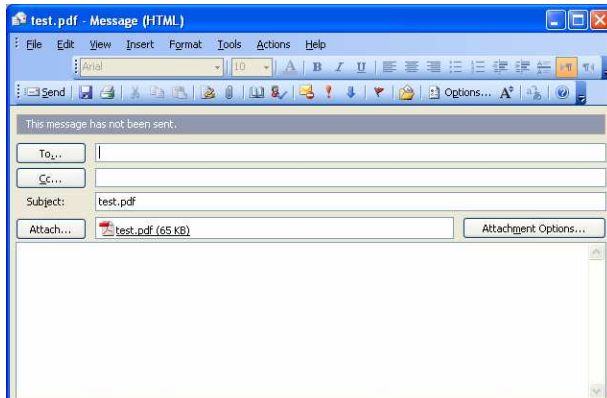 test.pdf - Message (HTML)
File Edit View Insert Format Tools Actions Help
Arial 10 A B I U
Send Options... A
This message has not been sent.
To...
Cc...
Subject: test.pdf
Attach... test.pdf (65 KB) Attachment Options...